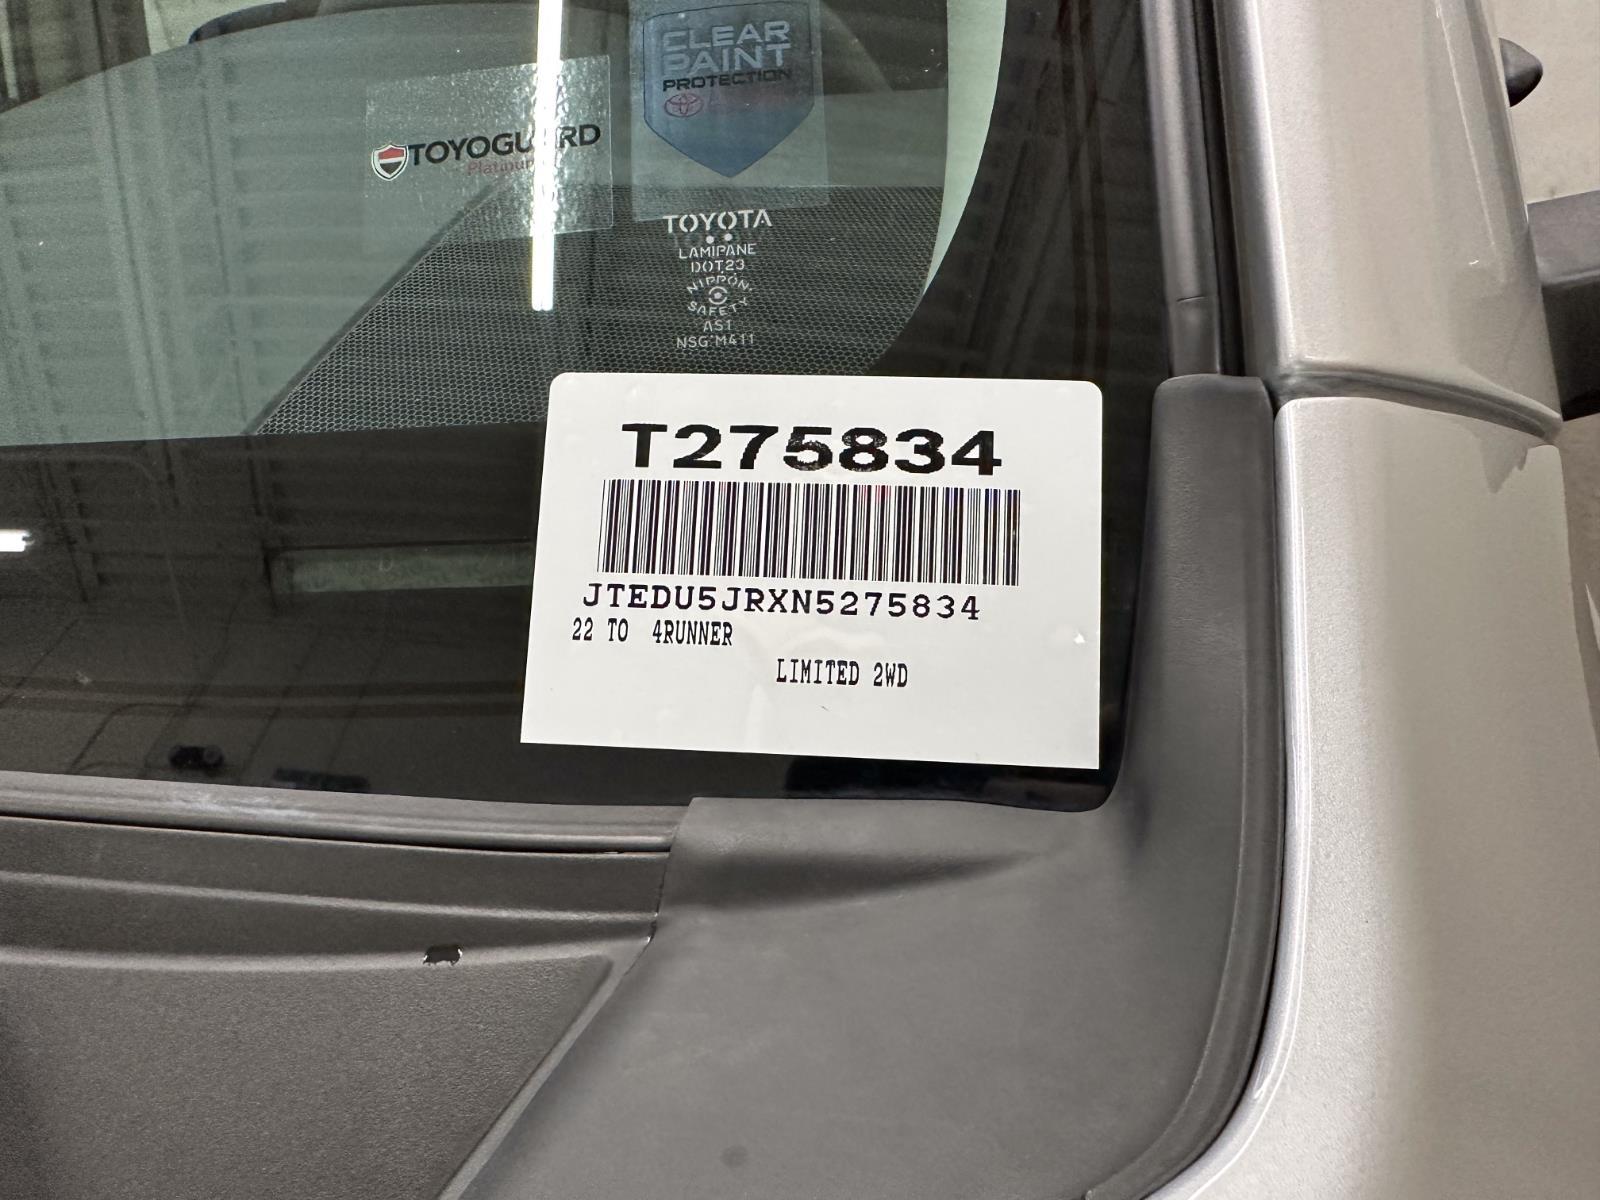 CLEAR
PAINT
PROTECTION
TOYOGUARD
Platinum
TOYOTA
LAMIPANE
DOT23
NIPPON
SAFETY
AS1
NSG M411
T275834
JTEDU5JRXN5275834
22 TO 4RUNNER
LIMITED 2WD